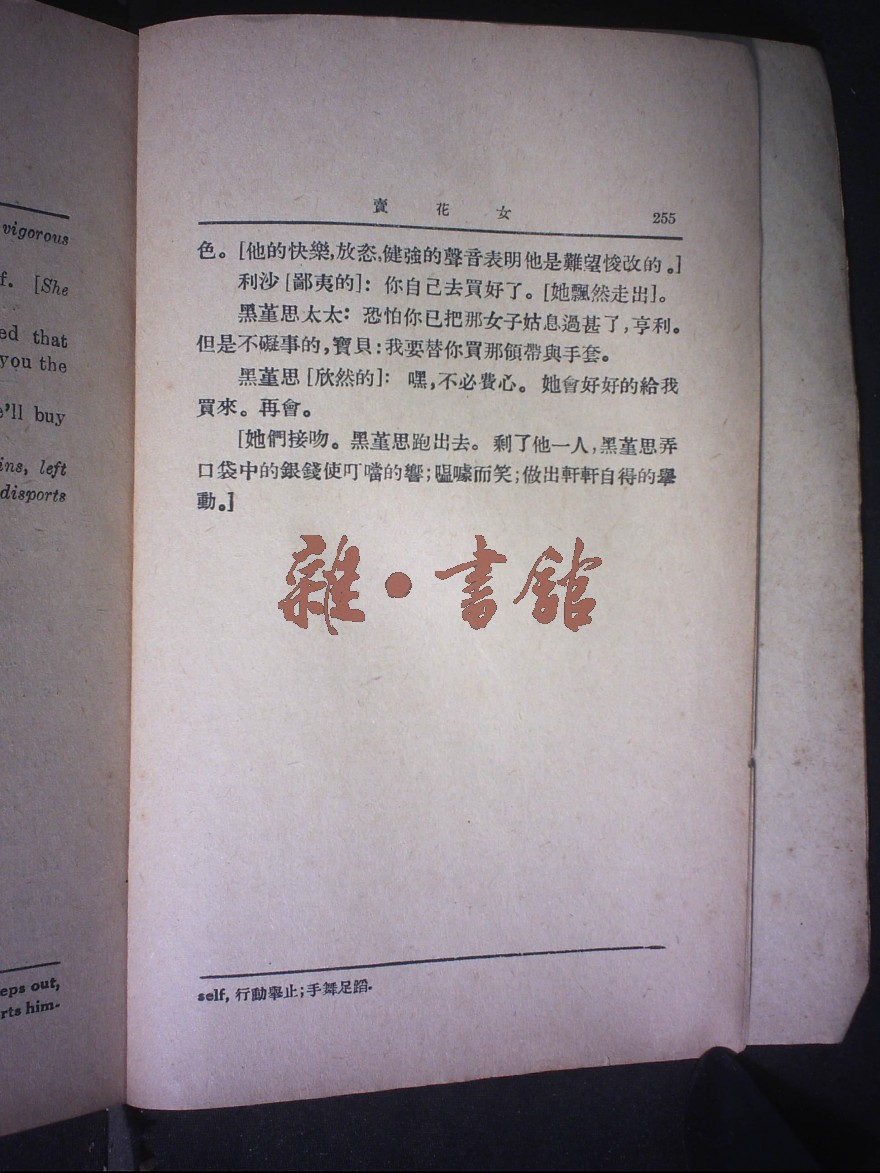 vigorous
f. [She
ed that
you the
e'll buy
ins, left
disports
eps out,
rts him-
賣花女 255
色。[他的快樂,放恣,健強的聲音表明他是難望悛改的。]
利沙[鄙夷的]: 你自己去買好了。[她飄然走出]。
黑堇思太太: 恐怕你已把那女子姑息過甚了,亨利。
但是不礙事的,寶貝:我要替你買那領帶與手套。
黑堇思[欣然的]: 嘿,不必費心。她會好好的給我
買來。再會。
[她們接吻。黑堇思跑出去。剩了他一人,黑堇思弄
口袋中的銀錢使叮噹的響;嗢噱而笑;做出軒軒自得的舉
動。]
雜·書舘
self, 行動舉止;手舞足蹈.